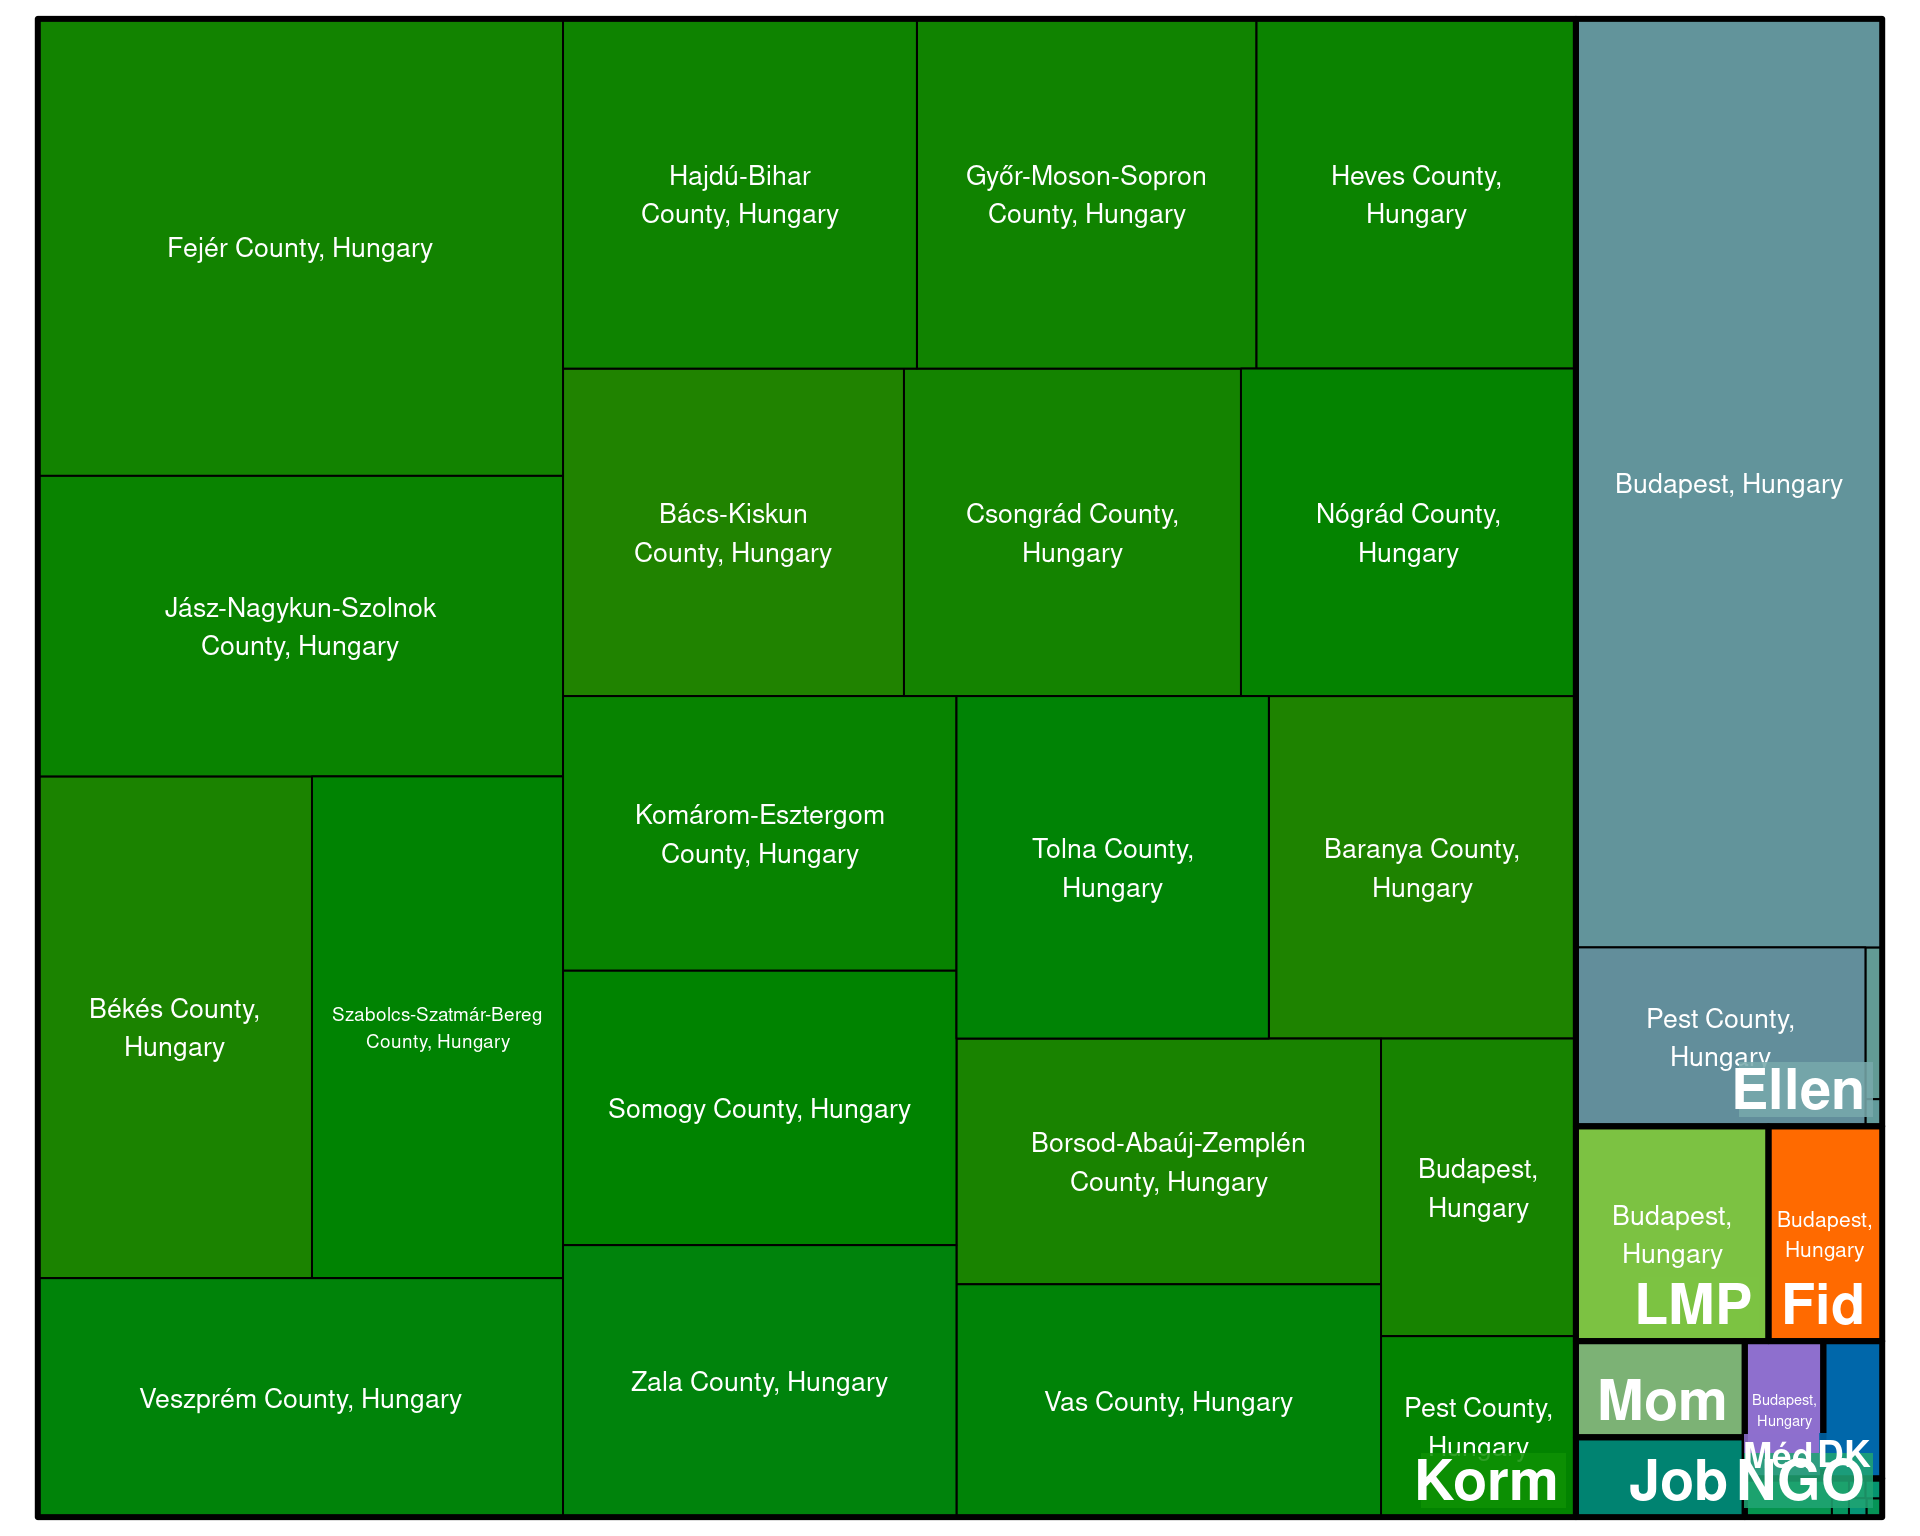 Fejér County, Hungary
Hajdú-Bihar
County, Hungary
Győr-Moson-Sopron
County, Hungary
Heves County,
Hungary
Budapest, Hungary
Jász-Nagykun-Szolnok
County, Hungary
Bács-Kiskun
County, Hungary
Csongrád County,
Hungary
Nógrád County,
Hungary
Komárom-Esztergom
County, Hungary
Tolna County,
Hungary
Baranya County,
Hungary
Békés County,
Hungary
Szabolcs-Szatmár-Bereg
County, Hungary
Somogy County, Hungary
Borsod-Abaúj-Zemplén
County, Hungary
Budapest,
Hungary
Pest County,
Hungary
Ellen
Budapest,
Hungary
LMP
Budapest,
Hungary
Fid
Veszprém County, Hungary
Zala County, Hungary
Vas County, Hungary
Pest County,
Hungary
Korm
Mom
Budapest,
Hungary
Méd
DK
Job
NGO